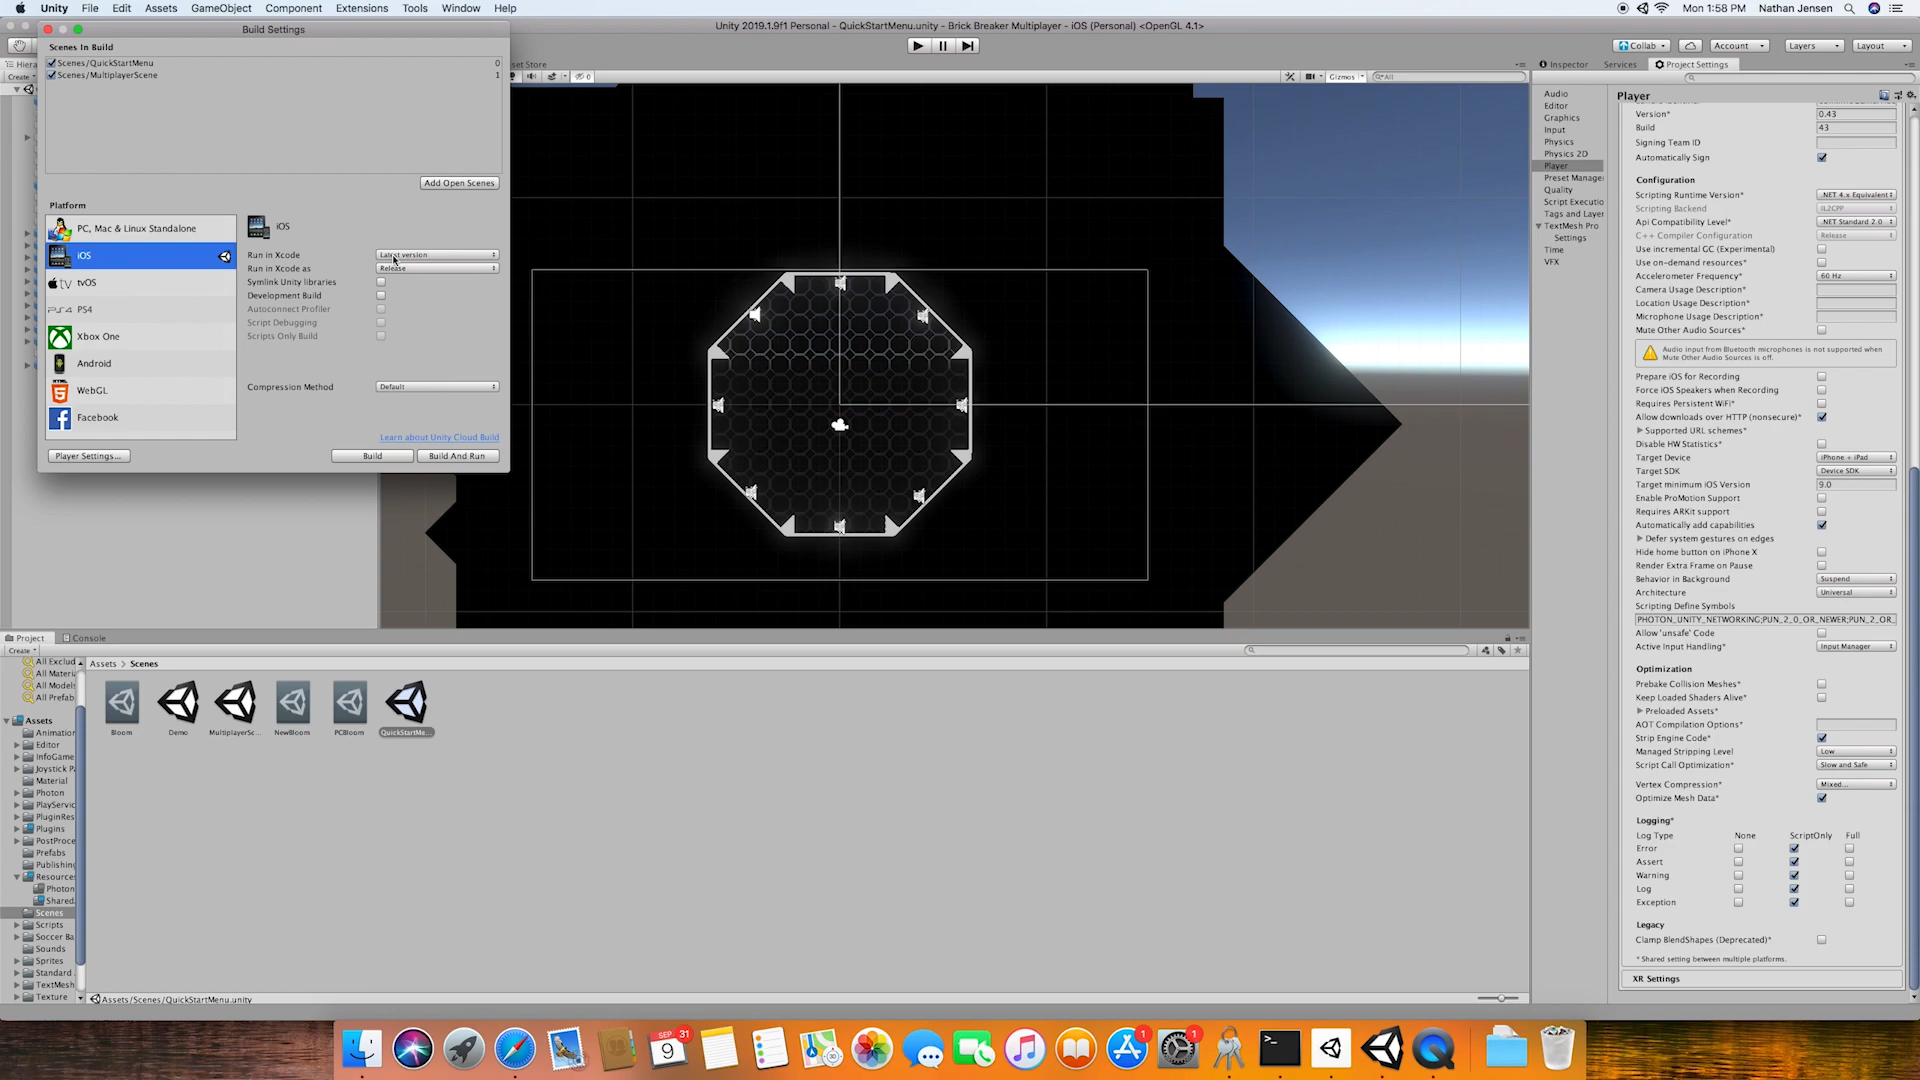 Unity File Edit Assets GameObject Component Extensions Tools Window Help
Mon 1:58 PM Nathan Jensen
Build Settings
Unity 2019.1.9f1 Personal - QuickStartMenu.unity - Brick Breaker Multiplayer - iOS (Personal) <OpenGL 4.1>
Scenes In Build
Scenes/QuickStartMenu 0
Scenes/MultiplayerScene 1
Add Open Scenes
Platform
PC, Mac & Linux Standalone
iOS
tvOS
PS4
Xbox One
Android
WebGL
Facebook
iOS
Run in Xcode Latest version
Run in Xcode as Release
Symlink Unity libraries
Development Build
Autoconnect Profiler
Script Debugging
Scripts Only Build
Compression Method Default
Learn about Unity Cloud Build
Player Settings... Build Build And Run
Hiera
Create
set Store
0
Gizmos All
Collab Account Layers Layout
Inspector Services Project Settings
Audio
Editor
Graphics
Input
Physics
Physics 2D
Player
Preset Manage
Quality
Script Executio
Tags and Layer
TextMesh Pro
Settings
Time
VFX
Player
Version* 0.43
Build 43
Signing Team ID
Automatically Sign
Configuration
Scripting Runtime Version* .NET 4.x Equivalent
Scripting Backend IL2CPP
Api Compatibility Level* .NET Standard 2.0
C++ Compiler Configuration Release
Use incremental GC (Experimental)
Use on-demand resources*
Accelerometer Frequency* 60 Hz
Camera Usage Description*
Location Usage Description*
Microphone Usage Description*
Mute Other Audio Sources*
Audio input from Bluetooth microphones is not supported when
Mute Other Audio Sources is off.
Prepare iOS for Recording
Force iOS Speakers when Recording
Requires Persistent WiFi*
Allow downloads over HTTP (nonsecure)*
Supported URL schemes*
Disable HW Statistics*
Target Device iPhone + iPad
Target SDK Device SDK
Target minimum iOS Version 9.0
Enable ProMotion Support
Requires ARKit support
Automatically add capabilities
Defer system gestures on edges
Hide home button on iPhone X
Render Extra Frame on Pause
Behavior in Background Suspend
Architecture Universal
Scripting Define Symbols
PHOTON_UNITY_NETWORKING;PUN_2_0_OR_NEWER;PUN_2_OR_
Allow 'unsafe' Code
Active Input Handling* Input Manager
Optimization
Prebake Collision Meshes*
Keep Loaded Shaders Alive*
Preloaded Assets*
AOT Compilation Options*
Strip Engine Code*
Managed Stripping Level Low
Script Call Optimization* Slow and Safe
Vertex Compression* Mixed...
Optimize Mesh Data*
Logging*
Log Type None ScriptOnly Full
Error
Assert
Warning
Log
Exception
Legacy
Clamp BlendShapes (Deprecated)*
* Shared setting between multiple platforms.
XR Settings
Project Console
Create
All Exclud
All Materi
All Models
All Prefab
Assets
Animation
Editor
InfoGame
Joystick P
Material
Photon
PlayServic
PluginRes
Plugins
PostProce
Prefabs
Publishing
Resources
Photon
Shared
Scenes
Scripts
Soccer Ba
Sounds
Sprites
Standard
TextMesh
Texture
Assets > Scenes
Bloom Demo MultiplayerSc... NewBloom PCBloom QuickStartMe...
Assets/Scenes/QuickStartMenu.unity
SEP 9 31
tv
1
1